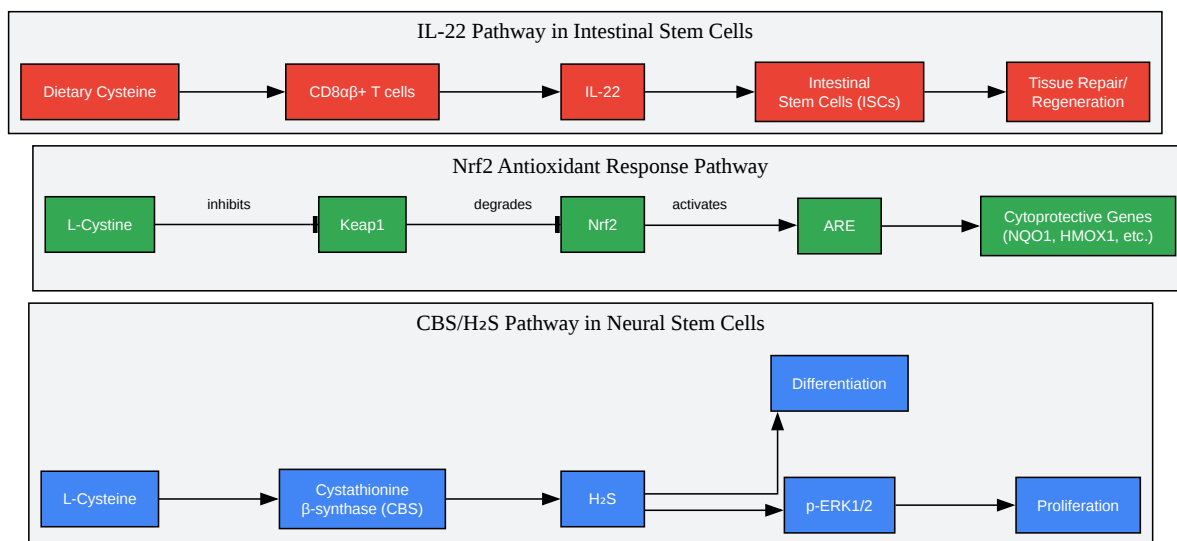 IL-22 Pathway in Intestinal Stem Cells
Dietary Cysteine
CD8αβ+ T cells
IL-22
Intestinal
Stem Cells (ISCs)
Tissue Repair/
Regeneration
Nrf2 Antioxidant Response Pathway
L-Cystine
inhibits
Keap1
degrades
Nrf2
activates
ARE
Cytoprotective Genes
(NQO1, HMOX1, etc.)
CBS/H₂S Pathway in Neural Stem Cells
Differentiation
L-Cysteine
Cystathionine
β-synthase (CBS)
H₂S
p-ERK1/2
Proliferation